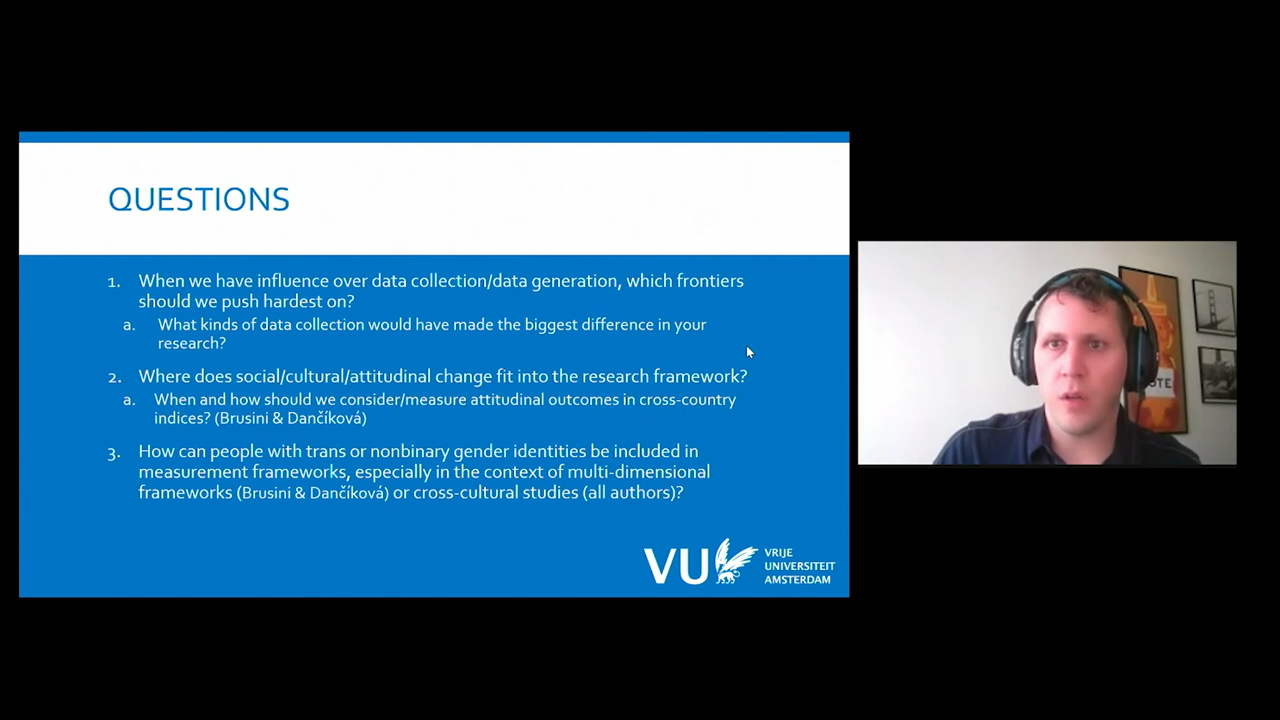 QUESTIONS
1. When we have influence over data collection/data generation, which frontiers
should we push hardest on?
a. What kinds of data collection would have made the biggest difference in your
research?
2. Where does social/cultural/attitudinal change fit into the research framework?
a. When and how should we consider/measure attitudinal outcomes in cross-country
indices? (Brusini & Dančíková)
3. How can people with trans or nonbinary gender identities be included in
measurement frameworks, especially in the context of multi-dimensional
frameworks (Brusini & Dančíková) or cross-cultural studies (all authors)?
VU
VRIJE
UNIVERSITEIT
AMSTERDAM